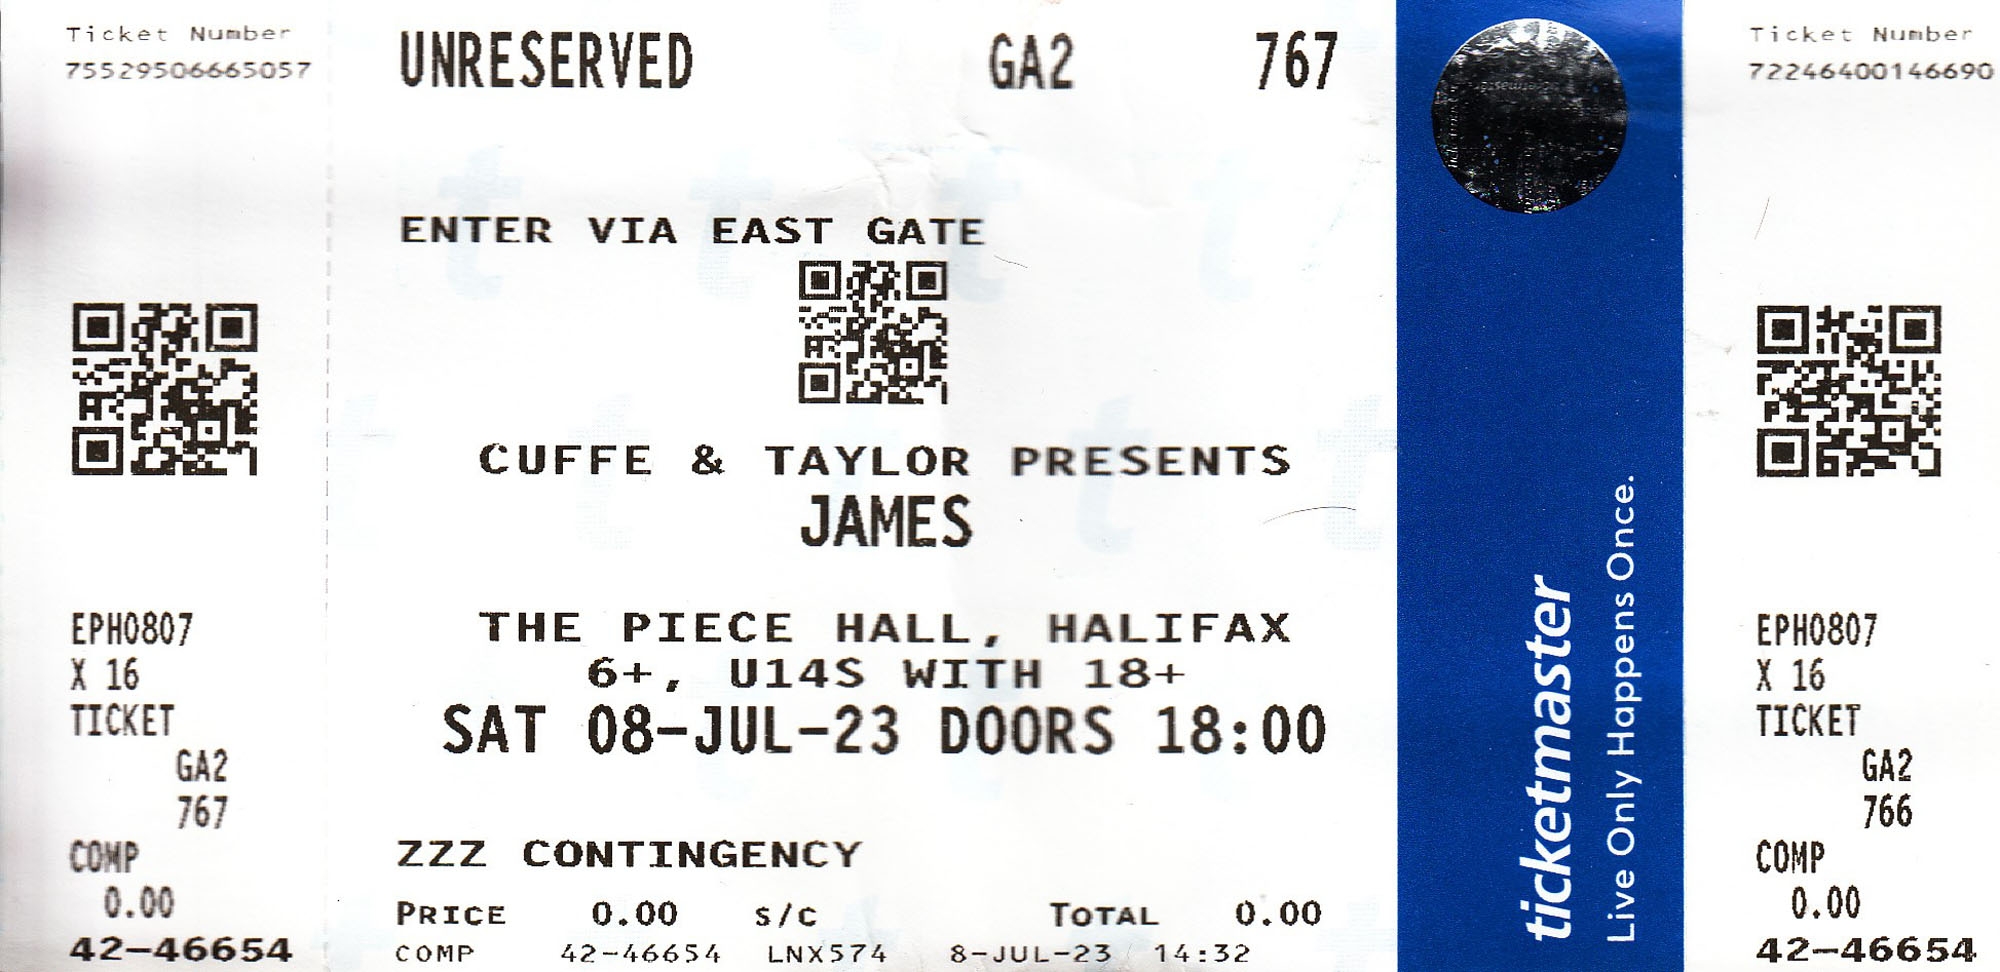 Ticket Number
75529506665057
EPH0807
X 16
TICKET
GA2
767
COMP
0.00
42-46654
UNRESERVED GA2 767
ENTER VIA EAST GATE
CUFFE & TAYLOR PRESENTS
JAMES
THE PIECE HALL, HALIFAX
6+, U14S WITH 18+
SAT 08-JUL-23 DOORS 18:00
ZZZ CONTINGENCY
PRICE 0.00 S/C TOTAL 0.00
COMP 42-46654 LNX574 8-JUL-23 14:32
ticketmaster
Live Only Happens Once.
Ticket Number
72246400146690
EPH0807
X 16
TICKET
GA2
766
COMP
0.00
42-46654